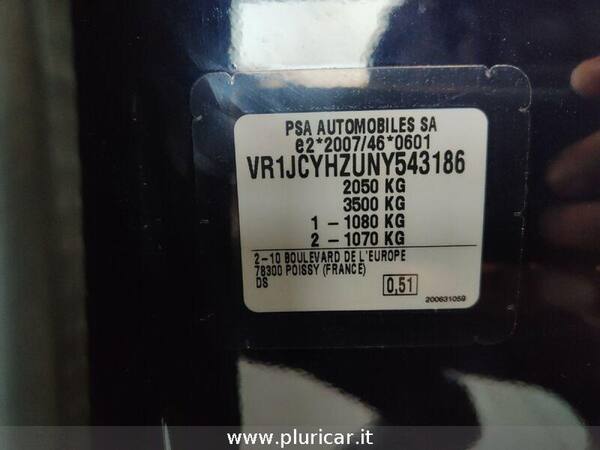 PSA AUTOMOBILES SA
e2*2007/46*0601
VR1JCYHZUNY543186
2050 KG
3500 KG
1 - 1080 KG
2 - 1070 KG
2-10 BOULEVARD DE L'EUROPE
78300 POISSY (FRANCE)
DS
0,51
200631059
www.pluricar.it